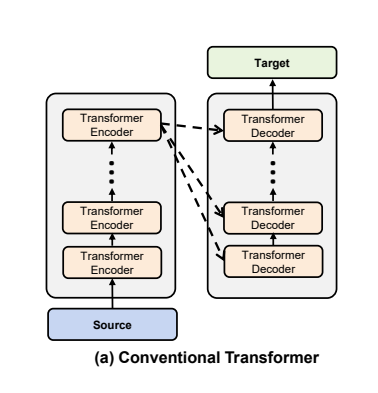 Target
Transformer
Encoder
Transformer
Decoder
Transformer
Encoder
Transformer
Decoder
Transformer
Encoder
Transformer
Decoder
Source
(a) Conventional Transformer